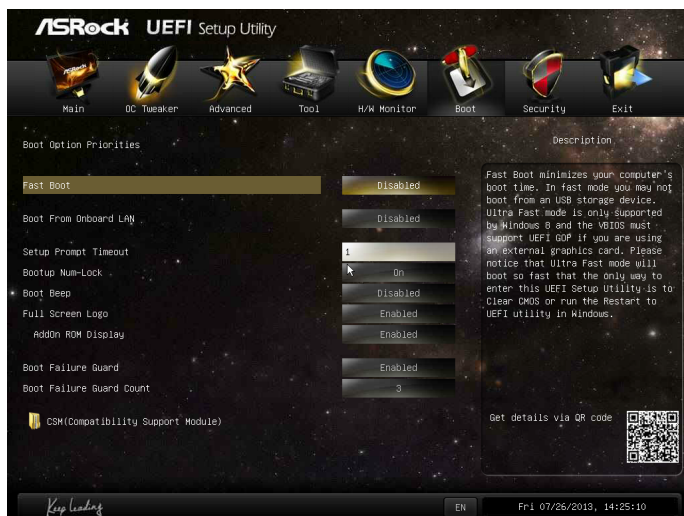 ASRock UEFI Setup Utility
Main OC Tweaker Advanced Tool H/W Monitor Boot Security Exit
Boot Option Priorities
Fast Boot Disabled
Boot From Onboard LAN Disabled
Setup Prompt Timeout 1
Bootup Num-Lock On
Boot Beep Disabled
Full Screen Logo Enabled
AddOn ROM Display Enabled
Boot Failure Guard Enabled
Boot Failure Guard Count 3
CSM(Compatibility Support Module)
Description
Fast Boot minimizes your computer's
boot time. In fast mode you may not
boot from an USB storage device.
Ultra Fast mode is only supported
by Windows 8 and the VBIOS must
support UEFI GOP if you are using
an external graphics card. Please
notice that Ultra Fast mode will
boot so fast that the only way to
enter this UEFI Setup Utility is to
Clear CMOS or run the Restart to
UEFI utility in Windows.
Get details via QR code
Keep Leading
EN Fri 07/26/2013, 14:25:10